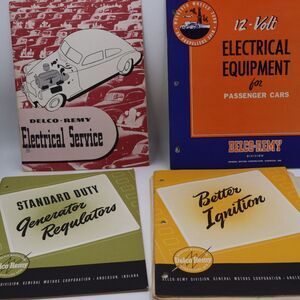 DELCO-REMY
Electrical Service
12-Volt
ELECTRICAL
EQUIPMENT
for
PASSENGER CARS
DELCO-REMY
DIVISION
STANDARD DUTY
Generator
Regulators
Delco Remy
DIVISION, GENERAL MOTORS CORPORATION • ANDERSON, INDIANA
Better
Ignition
Delco Remy
DELCO-REMY DIVISION, GENERAL MOTORS CORPORATION • ANDERSON, INDIANA